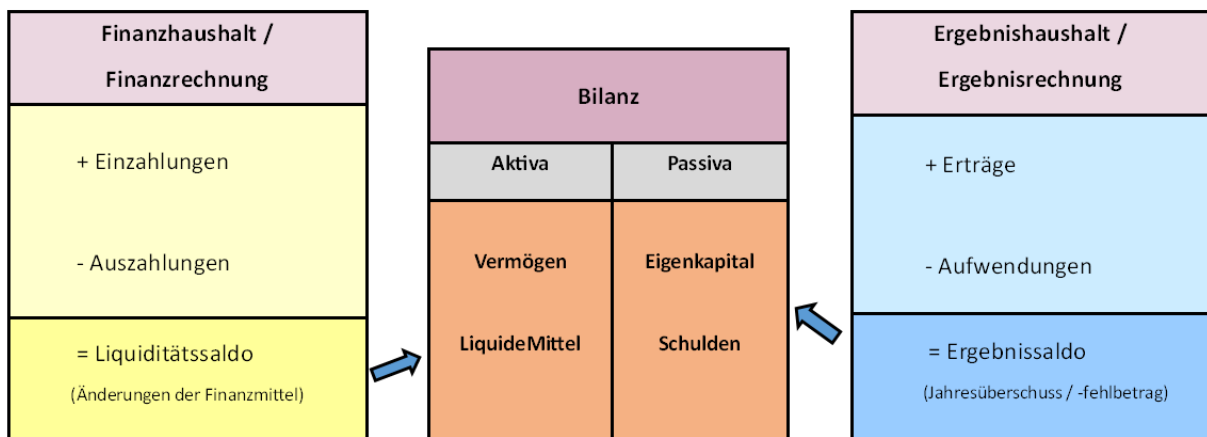 Finanzhaushalt /
Finanzrechnung
+ Einzahlungen
- Auszahlungen
= Liquiditätssaldo
(Änderungen der Finanzmittel)
Bilanz
Aktiva
Passiva
Vermögen
Eigenkapital
LiquideMittel
Schulden
Ergebnishaushalt /
Ergebnisrechnung
+ Erträge
- Aufwendungen
= Ergebnissaldo
(Jahresüberschuss / -fehlbetrag)